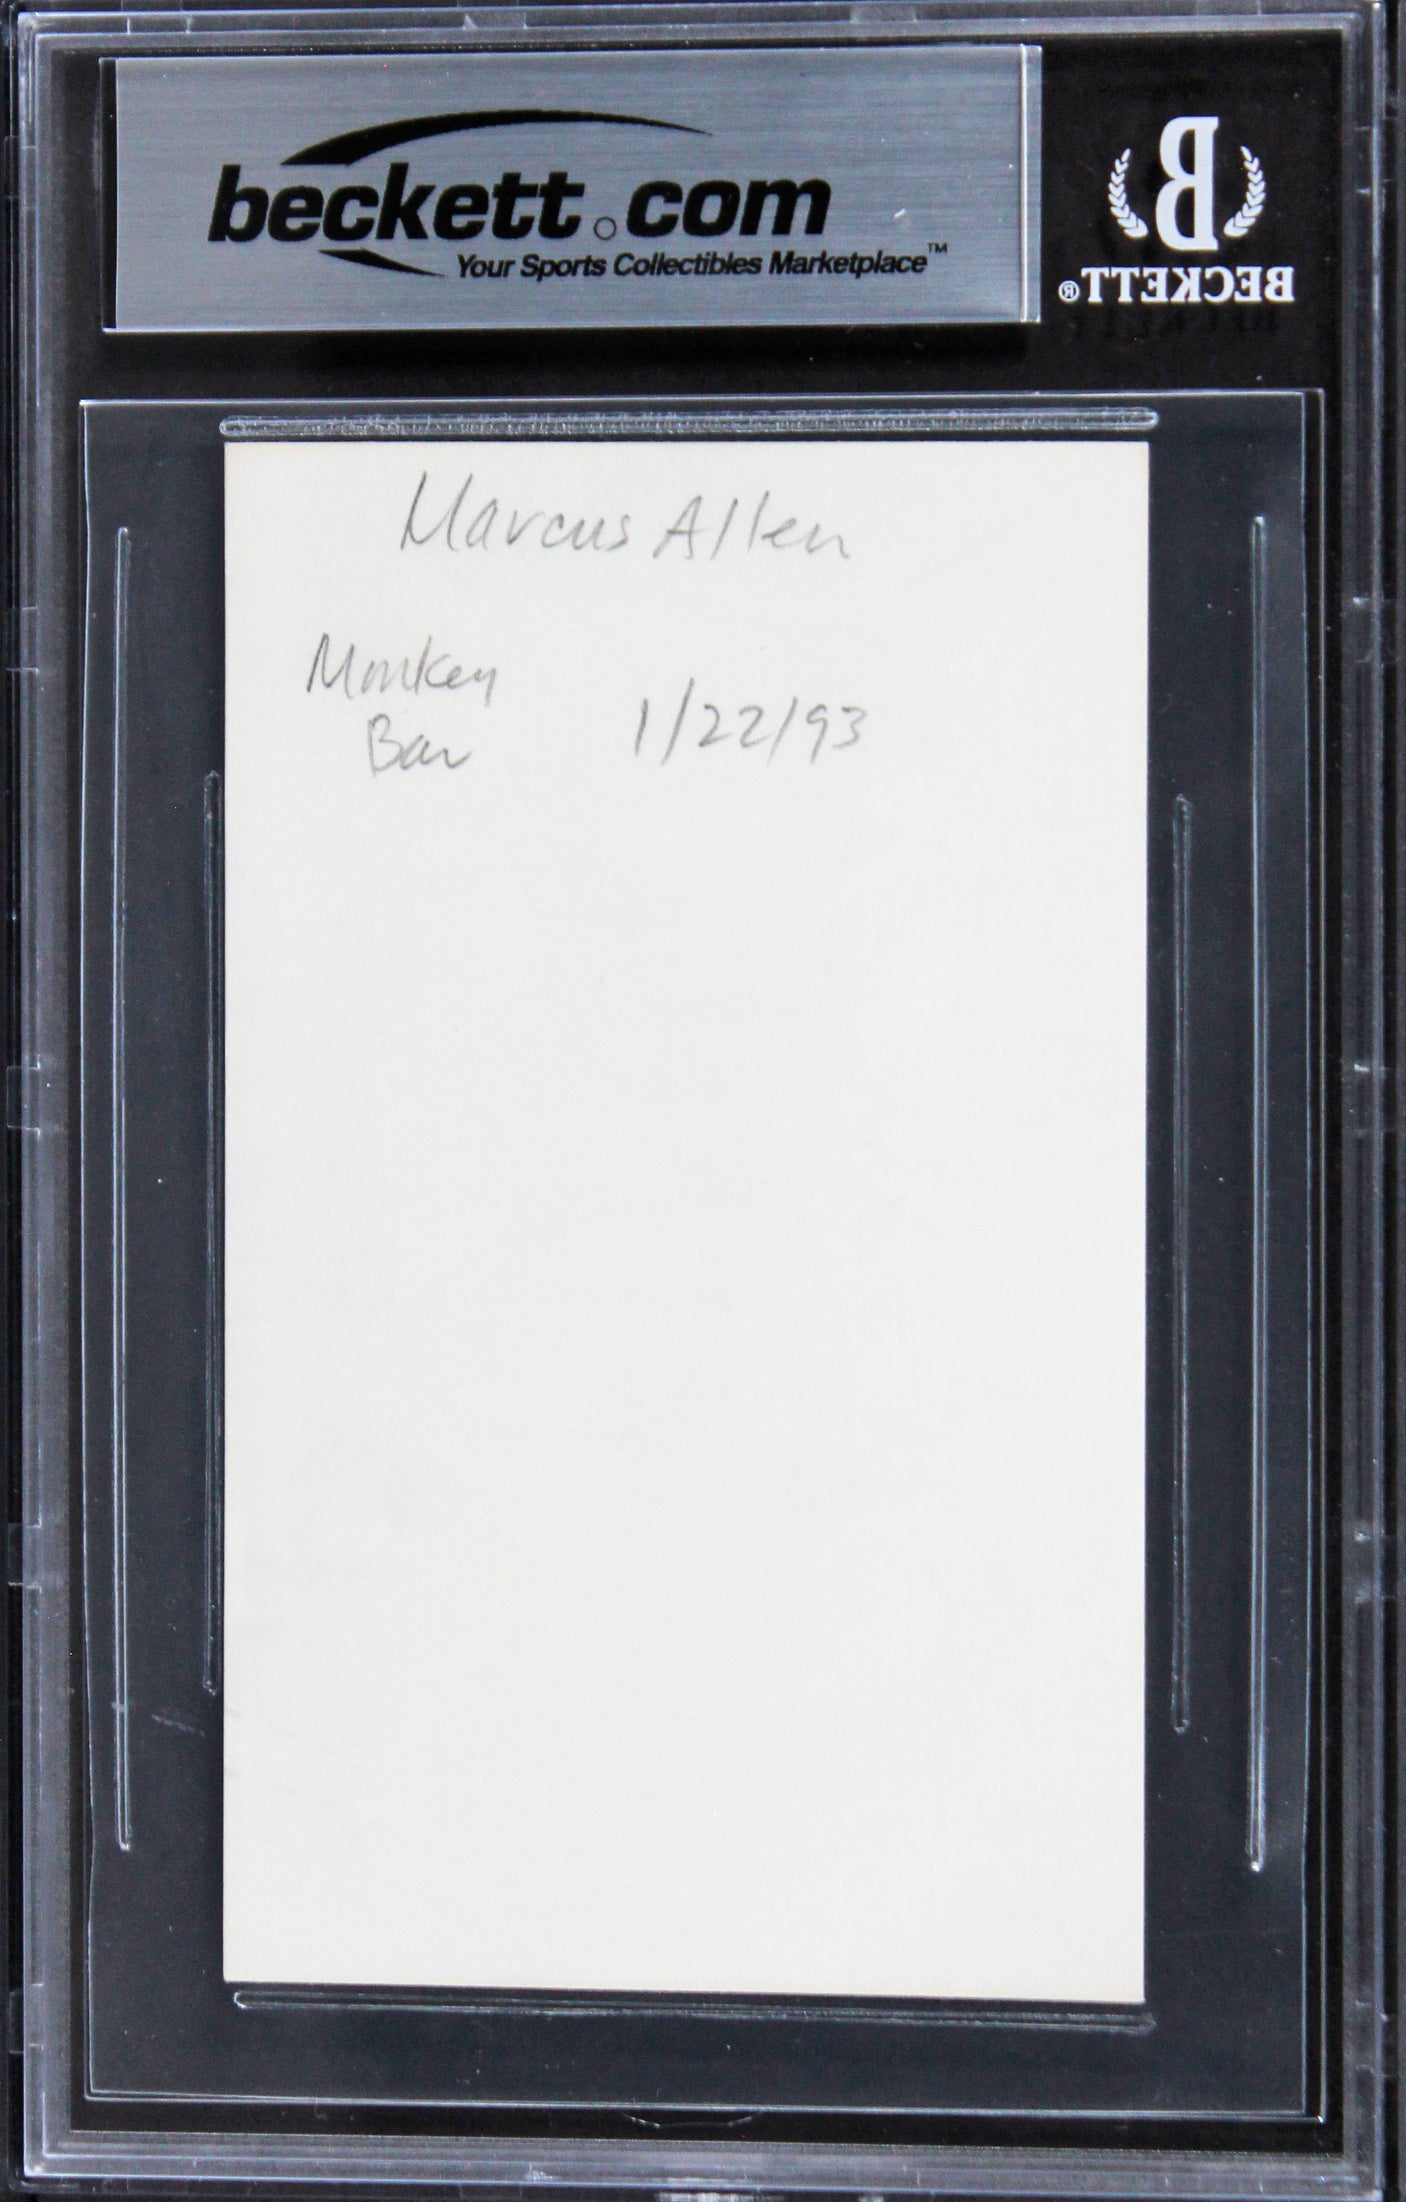 beckett.com
Your Sports Collectibles Marketplace™
B
BECKETT®
Marcus Allen
Monkey
Bar
1/22/93